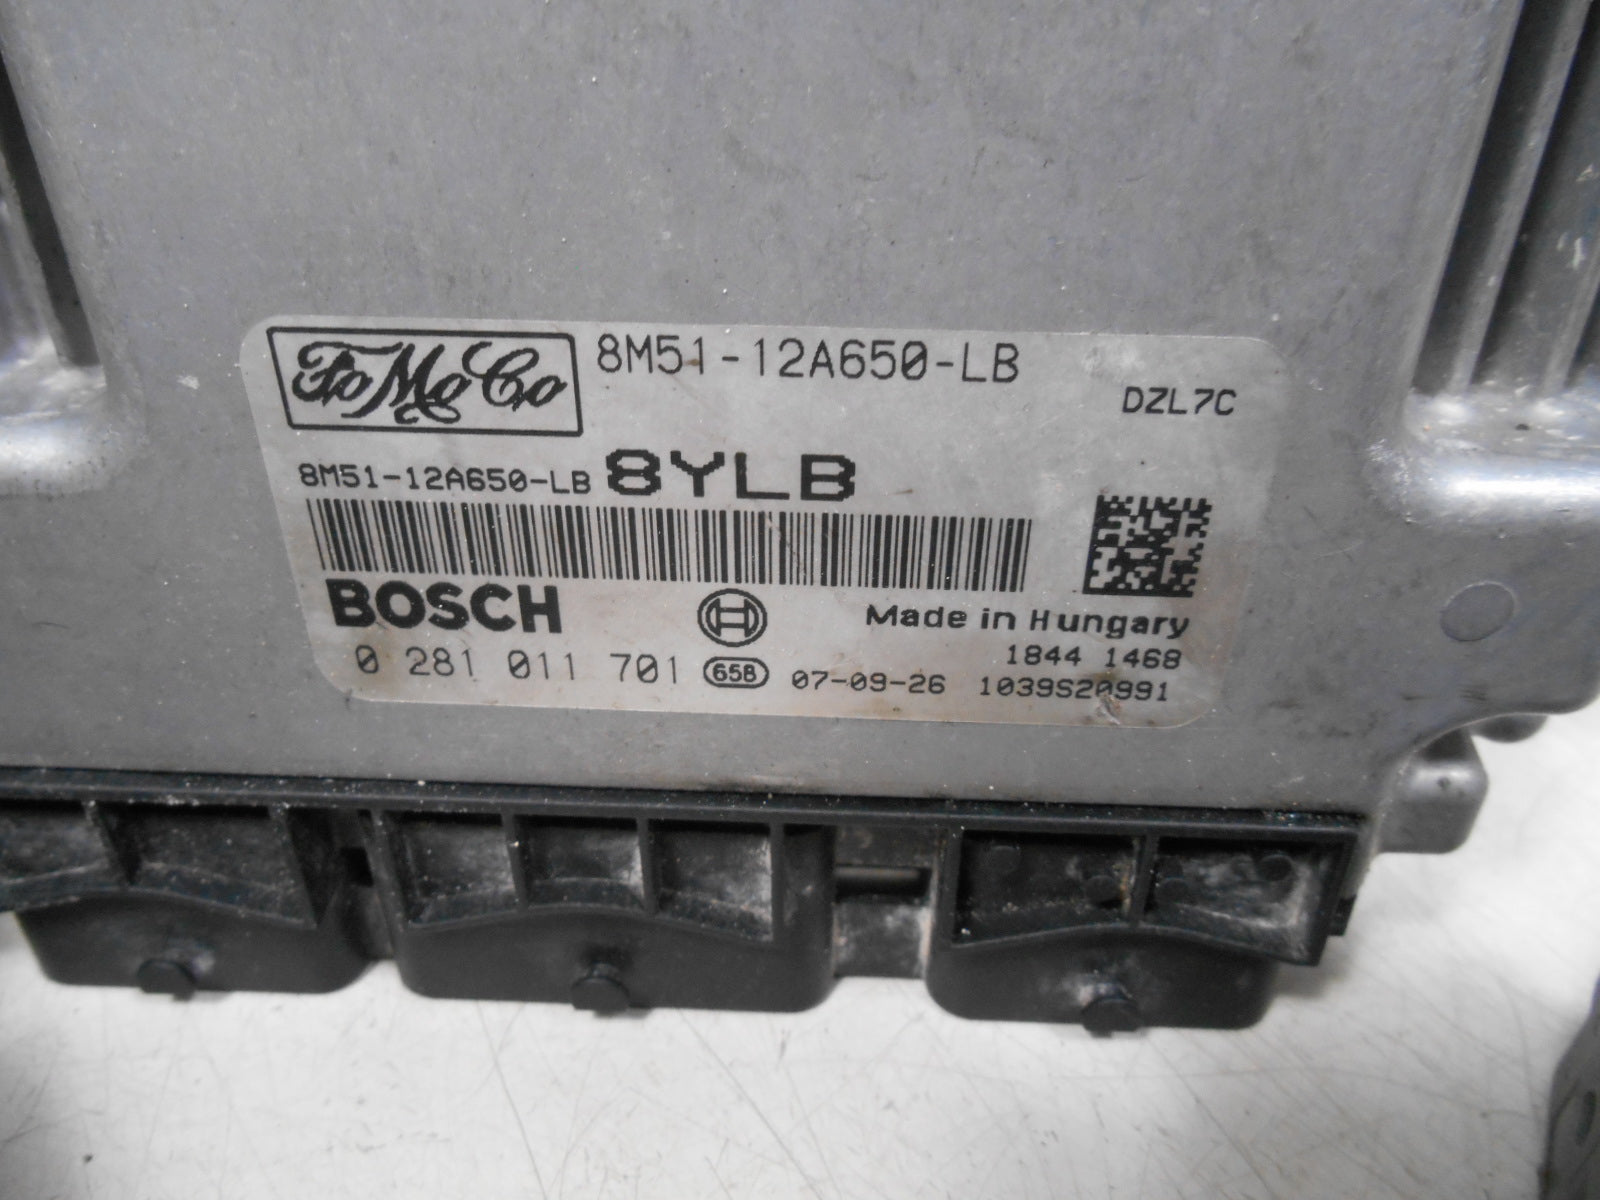 FoMoCo 8M51-12A650-LB
DZL7C
8M51-12A650-LB 8YLB
BOSCH
Made in Hungary
1844 1468
0 281 011 701 658 07-09-26 1039S20991